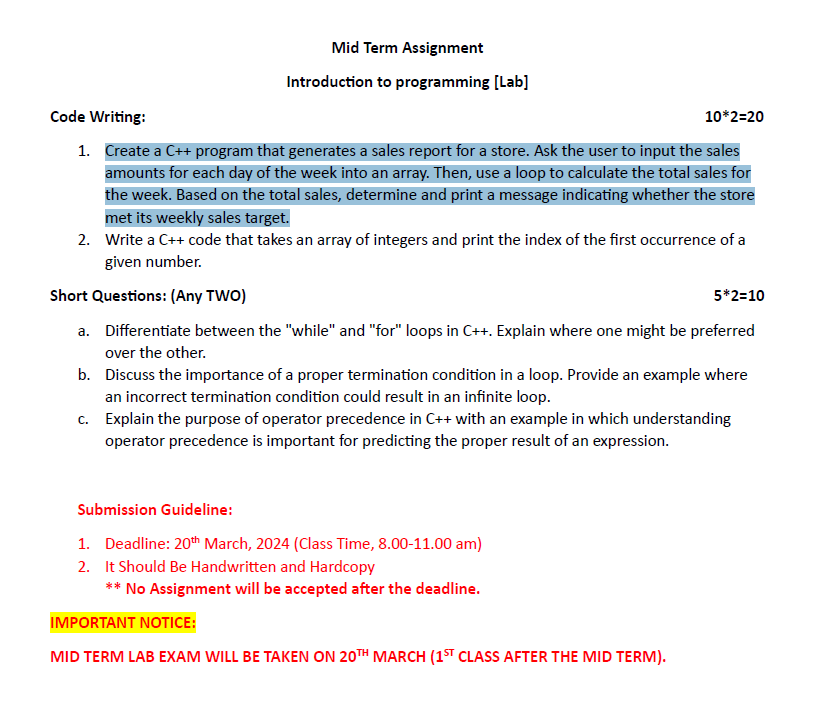 Mid Term Assignment
Introduction to programming [Lab]
Code Writing: 10*2=20
1. Create a C++ program that generates a sales report for a store. Ask the user to input the sales
amounts for each day of the week into an array. Then, use a loop to calculate the total sales for
the week. Based on the total sales, determine and print a message indicating whether the store
met its weekly sales target.
2. Write a C++ code that takes an array of integers and print the index of the first occurrence of a
given number.
Short Questions: (Any TWO) 5*2=10
a. Differentiate between the "while" and "for" loops in C++. Explain where one might be preferred
over the other.
b. Discuss the importance of a proper termination condition in a loop. Provide an example where
an incorrect termination condition could result in an infinite loop.
c. Explain the purpose of operator precedence in C++ with an example in which understanding
operator precedence is important for predicting the proper result of an expression.
Submission Guideline:
1. Deadline: 20th March, 2024 (Class Time, 8.00-11.00 am)
2. It Should Be Handwritten and Hardcopy
** No Assignment will be accepted after the deadline.
IMPORTANT NOTICE:
MID TERM LAB EXAM WILL BE TAKEN ON 20TH MARCH (1ST CLASS AFTER THE MID TERM).